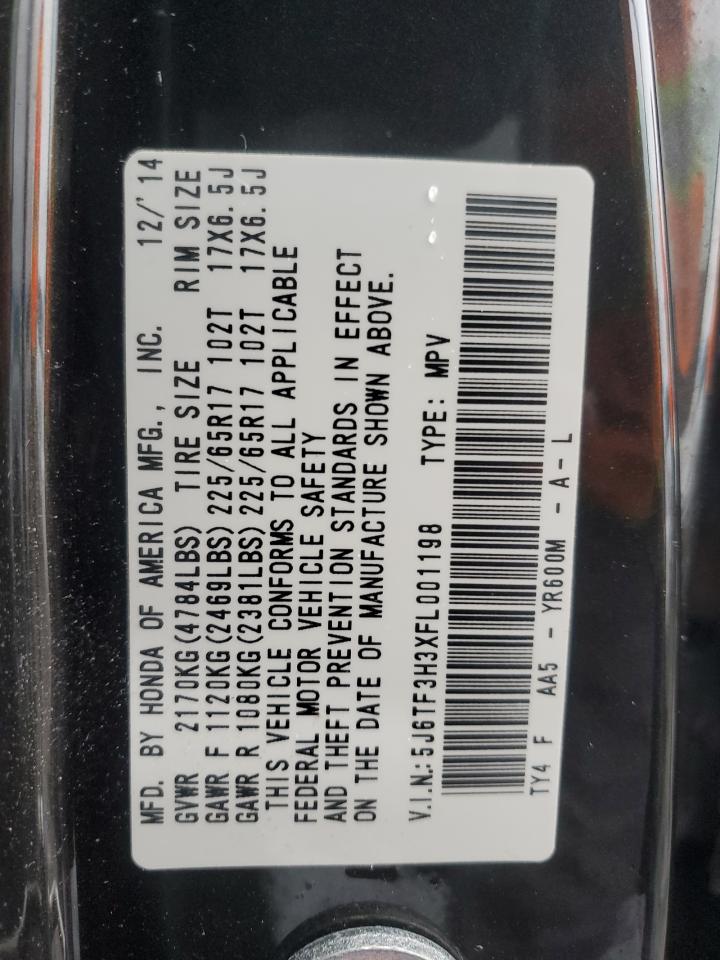 MFD. BY HONDA OF AMERICA MFG., INC. 12/'14
GVWR 2170KG(4784LBS) TIRE SIZE RIM SIZE
GAWR F 1120KG(2469LBS) 225/65R17 102T 17X6.5J
GAWR R 1080KG(2381LBS) 225/65R17 102T 17X6.5J
THIS VEHICLE CONFORMS TO ALL APPLICABLE
FEDERAL MOTOR VEHICLE SAFETY
AND THEFT PREVENTION STANDARDS IN EFFECT
ON THE DATE OF MANUFACTURE SHOWN ABOVE.
V.I.N.: 5J6TF3H3XFL001198 TYPE: MPV
TY4 F AA5 - YR600M - A - L